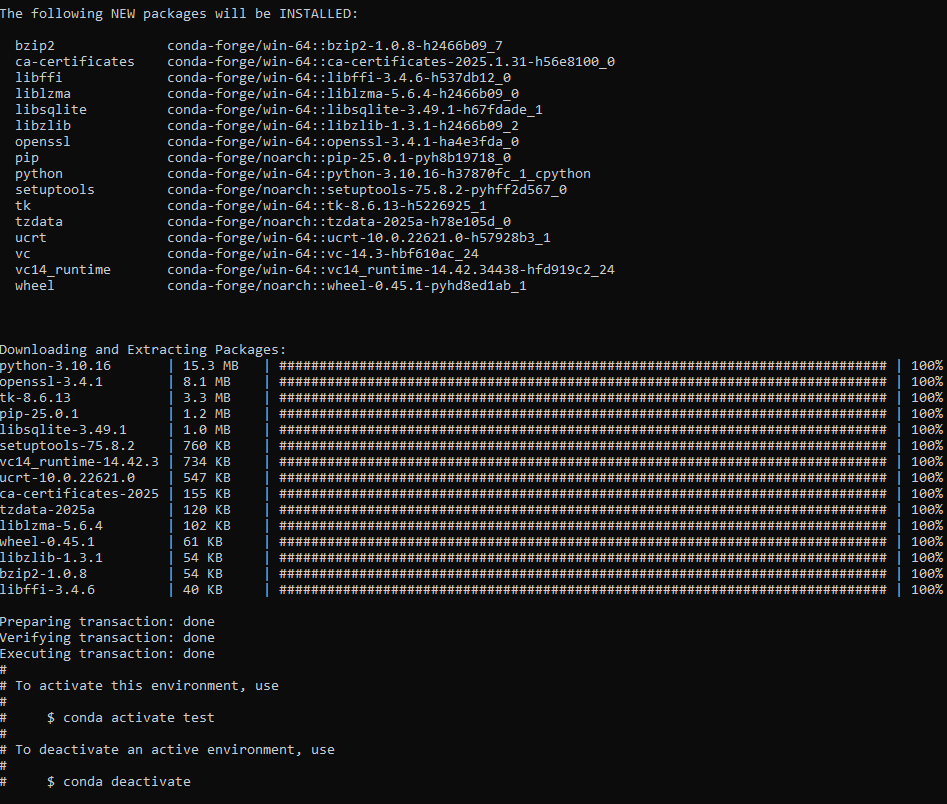 The following NEW packages will be INSTALLED:
bzip2 conda-forge/win-64::bzip2-1.0.8-h2466b09_7
ca-certificates conda-forge/win-64::ca-certificates-2025.1.31-h56e8100_0
libffi conda-forge/win-64::libffi-3.4.6-h537db12_0
liblzma conda-forge/win-64::liblzma-5.6.4-h2466b09_0
libsqlite conda-forge/win-64::libsqlite-3.49.1-h67fdade_1
libzlib conda-forge/win-64::libzlib-1.3.1-h2466b09_2
openssl conda-forge/win-64::openssl-3.4.1-ha4e3fda_0
pip conda-forge/noarch::pip-25.0.1-pyh8b19718_0
python conda-forge/win-64::python-3.10.16-h37870fc_1_cpython
setuptools conda-forge/noarch::setuptools-75.8.2-pyhff2d567_0
tk conda-forge/win-64::tk-8.6.13-h5226925_1
tzdata conda-forge/noarch::tzdata-2025a-h78e105d_0
ucrt conda-forge/win-64::ucrt-10.0.22621.0-h57928b3_1
vc conda-forge/win-64::vc-14.3-hbf610ac_24
vc14_runtime conda-forge/win-64::vc14_runtime-14.42.34438-hfd919c2_24
wheel conda-forge/noarch::wheel-0.45.1-pyhd8ed1ab_1
Downloading and Extracting Packages:
python-3.10.16 | 15.3 MB | ############################################################################ | 100%
openssl-3.4.1 | 8.1 MB | ############################################################################ | 100%
tk-8.6.13 | 3.3 MB | ############################################################################ | 100%
pip-25.0.1 | 1.2 MB | ############################################################################ | 100%
libsqlite-3.49.1 | 1.0 MB | ############################################################################ | 100%
setuptools-75.8.2 | 760 KB | ############################################################################ | 100%
vc14_runtime-14.42.3 | 734 KB | ############################################################################ | 100%
ucrt-10.0.22621.0 | 547 KB | ############################################################################ | 100%
ca-certificates-2025 | 155 KB | ############################################################################ | 100%
tzdata-2025a | 120 KB | ############################################################################ | 100%
liblzma-5.6.4 | 102 KB | ############################################################################ | 100%
wheel-0.45.1 | 61 KB | ############################################################################ | 100%
libzlib-1.3.1 | 54 KB | ############################################################################ | 100%
bzip2-1.0.8 | 54 KB | ############################################################################ | 100%
libffi-3.4.6 | 40 KB | ############################################################################ | 100%
Preparing transaction: done
Verifying transaction: done
Executing transaction: done
#
# To activate this environment, use
#
# $ conda activate test
#
# To deactivate an active environment, use
#
# $ conda deactivate